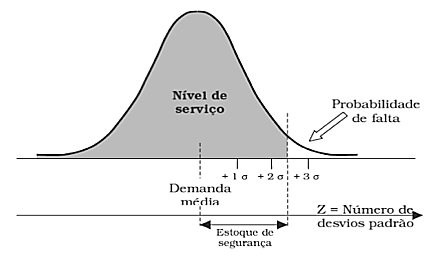 Nível de
serviço
Probabilidade
de falta
+ 1 σ
+ 2 σ
+ 3 σ
Demanda
média
Z = Número de
desvios padrão
Estoque de
segurança